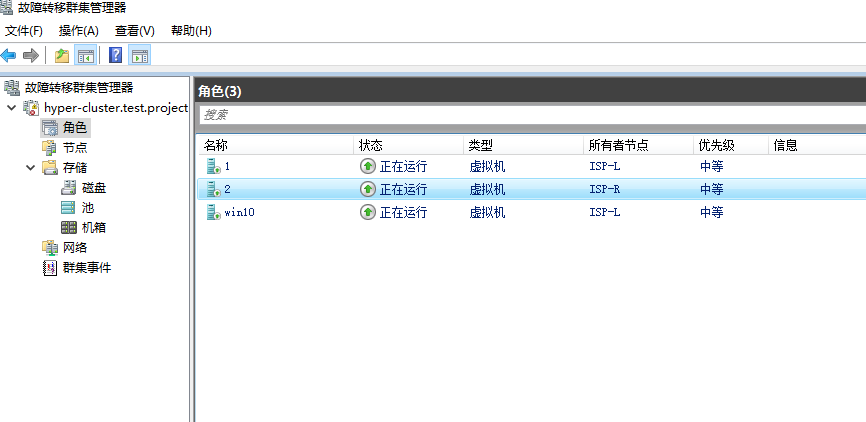 故障转移群集管理器
文件(F) 操作(A) 查看(V) 帮助(H)
故障转移群集管理器
hyper-cluster.test.project
角色
节点
存储
磁盘
池
机箱
网络
群集事件
角色(3)
搜索
名称 状态 类型 所有者节点 优先级 信息
1 正在运行 虚拟机 ISP-L 中等
2 正在运行 虚拟机 ISP-R 中等
win10 正在运行 虚拟机 ISP-L 中等